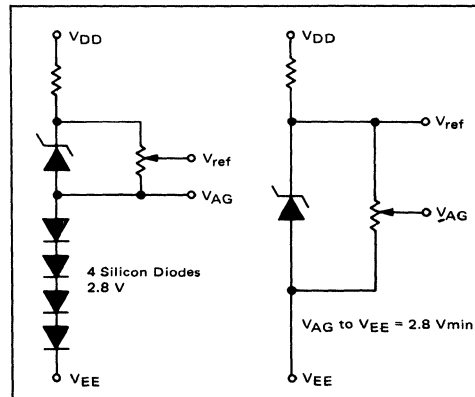 VDD
Vref
VAG
4 Silicon Diodes
2.8 V
VEE
VDD
Vref
VAG
VAG to VEE = 2.8 Vmin
VEE